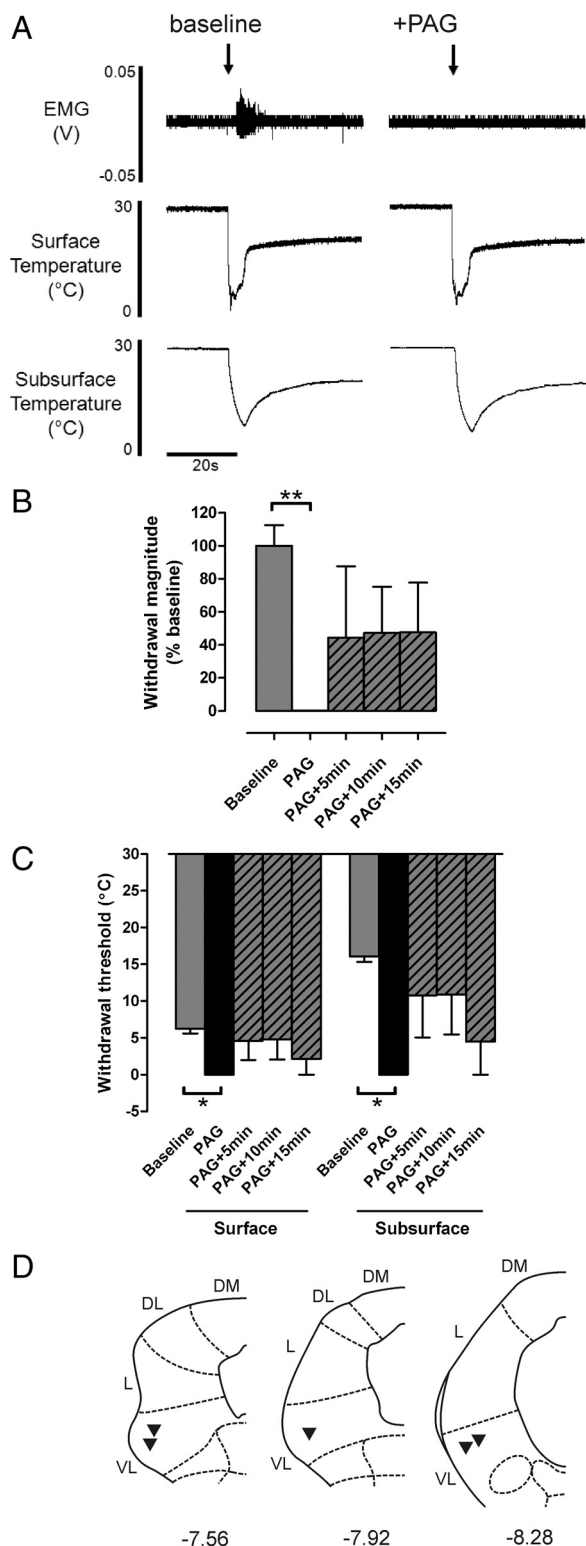 A
baseline
+PAG
0.05
EMG
(V)
-0.05
30
Surface
Temperature
(°C)
0
30
Subsurface
Temperature
(°C)
0
20s
B
**
Withdrawal magnitude
(% baseline)
120
100
80
60
40
20
0
Baseline
PAG
PAG+5min
PAG+10min
PAG+15min
C
Withdrawal threshold (°C)
30
25
20
15
10
5
0
-5
*
*
Baseline
PAG
PAG+5min
PAG+10min
PAG+15min
Baseline
PAG
PAG+5min
PAG+10min
PAG+15min
Surface
Subsurface
D
DL
DM
L
VL
DL
DM
L
VL
DM
L
VL
-7.56
-7.92
-8.28